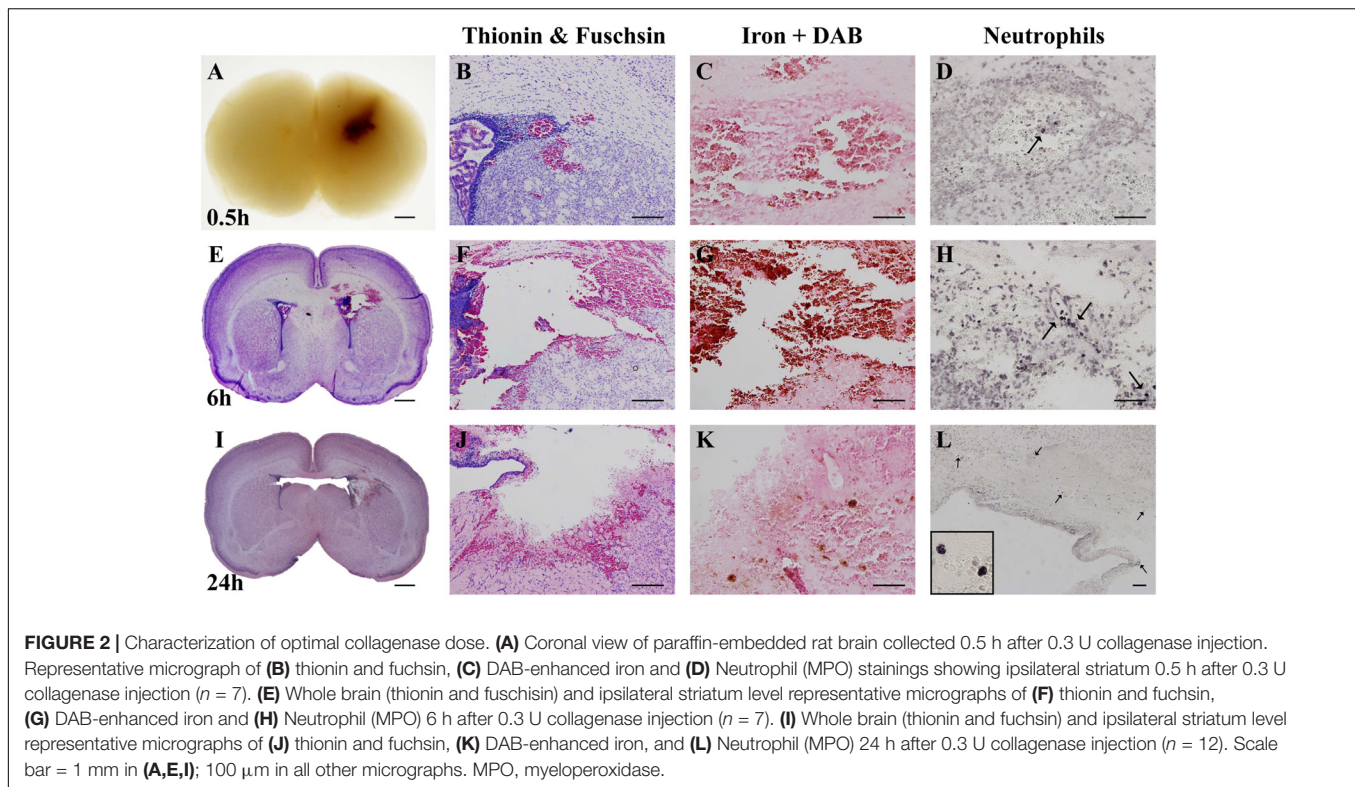 Thionin & Fuschsin Iron + DAB Neutrophils
A B C D
0.5h
E F G H
6h
I J K L
24h
FIGURE 2 | Characterization of optimal collagenase dose. (A) Coronal view of paraffin-embedded rat brain collected 0.5 h after 0.3 U collagenase injection.
Representative micrograph of (B) thionin and fuchsin, (C) DAB-enhanced iron and (D) Neutrophil (MPO) stainings showing ipsilateral striatum 0.5 h after 0.3 U
collagenase injection (n = 7). (E) Whole brain (thionin and fuschisin) and ipsilateral striatum level representative micrographs of (F) thionin and fuchsin,
(G) DAB-enhanced iron and (H) Neutrophil (MPO) 6 h after 0.3 U collagenase injection (n = 7). (I) Whole brain (thionin and fuchsin) and ipsilateral striatum level
representative micrographs of (J) thionin and fuchsin, (K) DAB-enhanced iron, and (L) Neutrophil (MPO) 24 h after 0.3 U collagenase injection (n = 12). Scale
bar = 1 mm in (A,E,I); 100 μm in all other micrographs. MPO, myeloperoxidase.